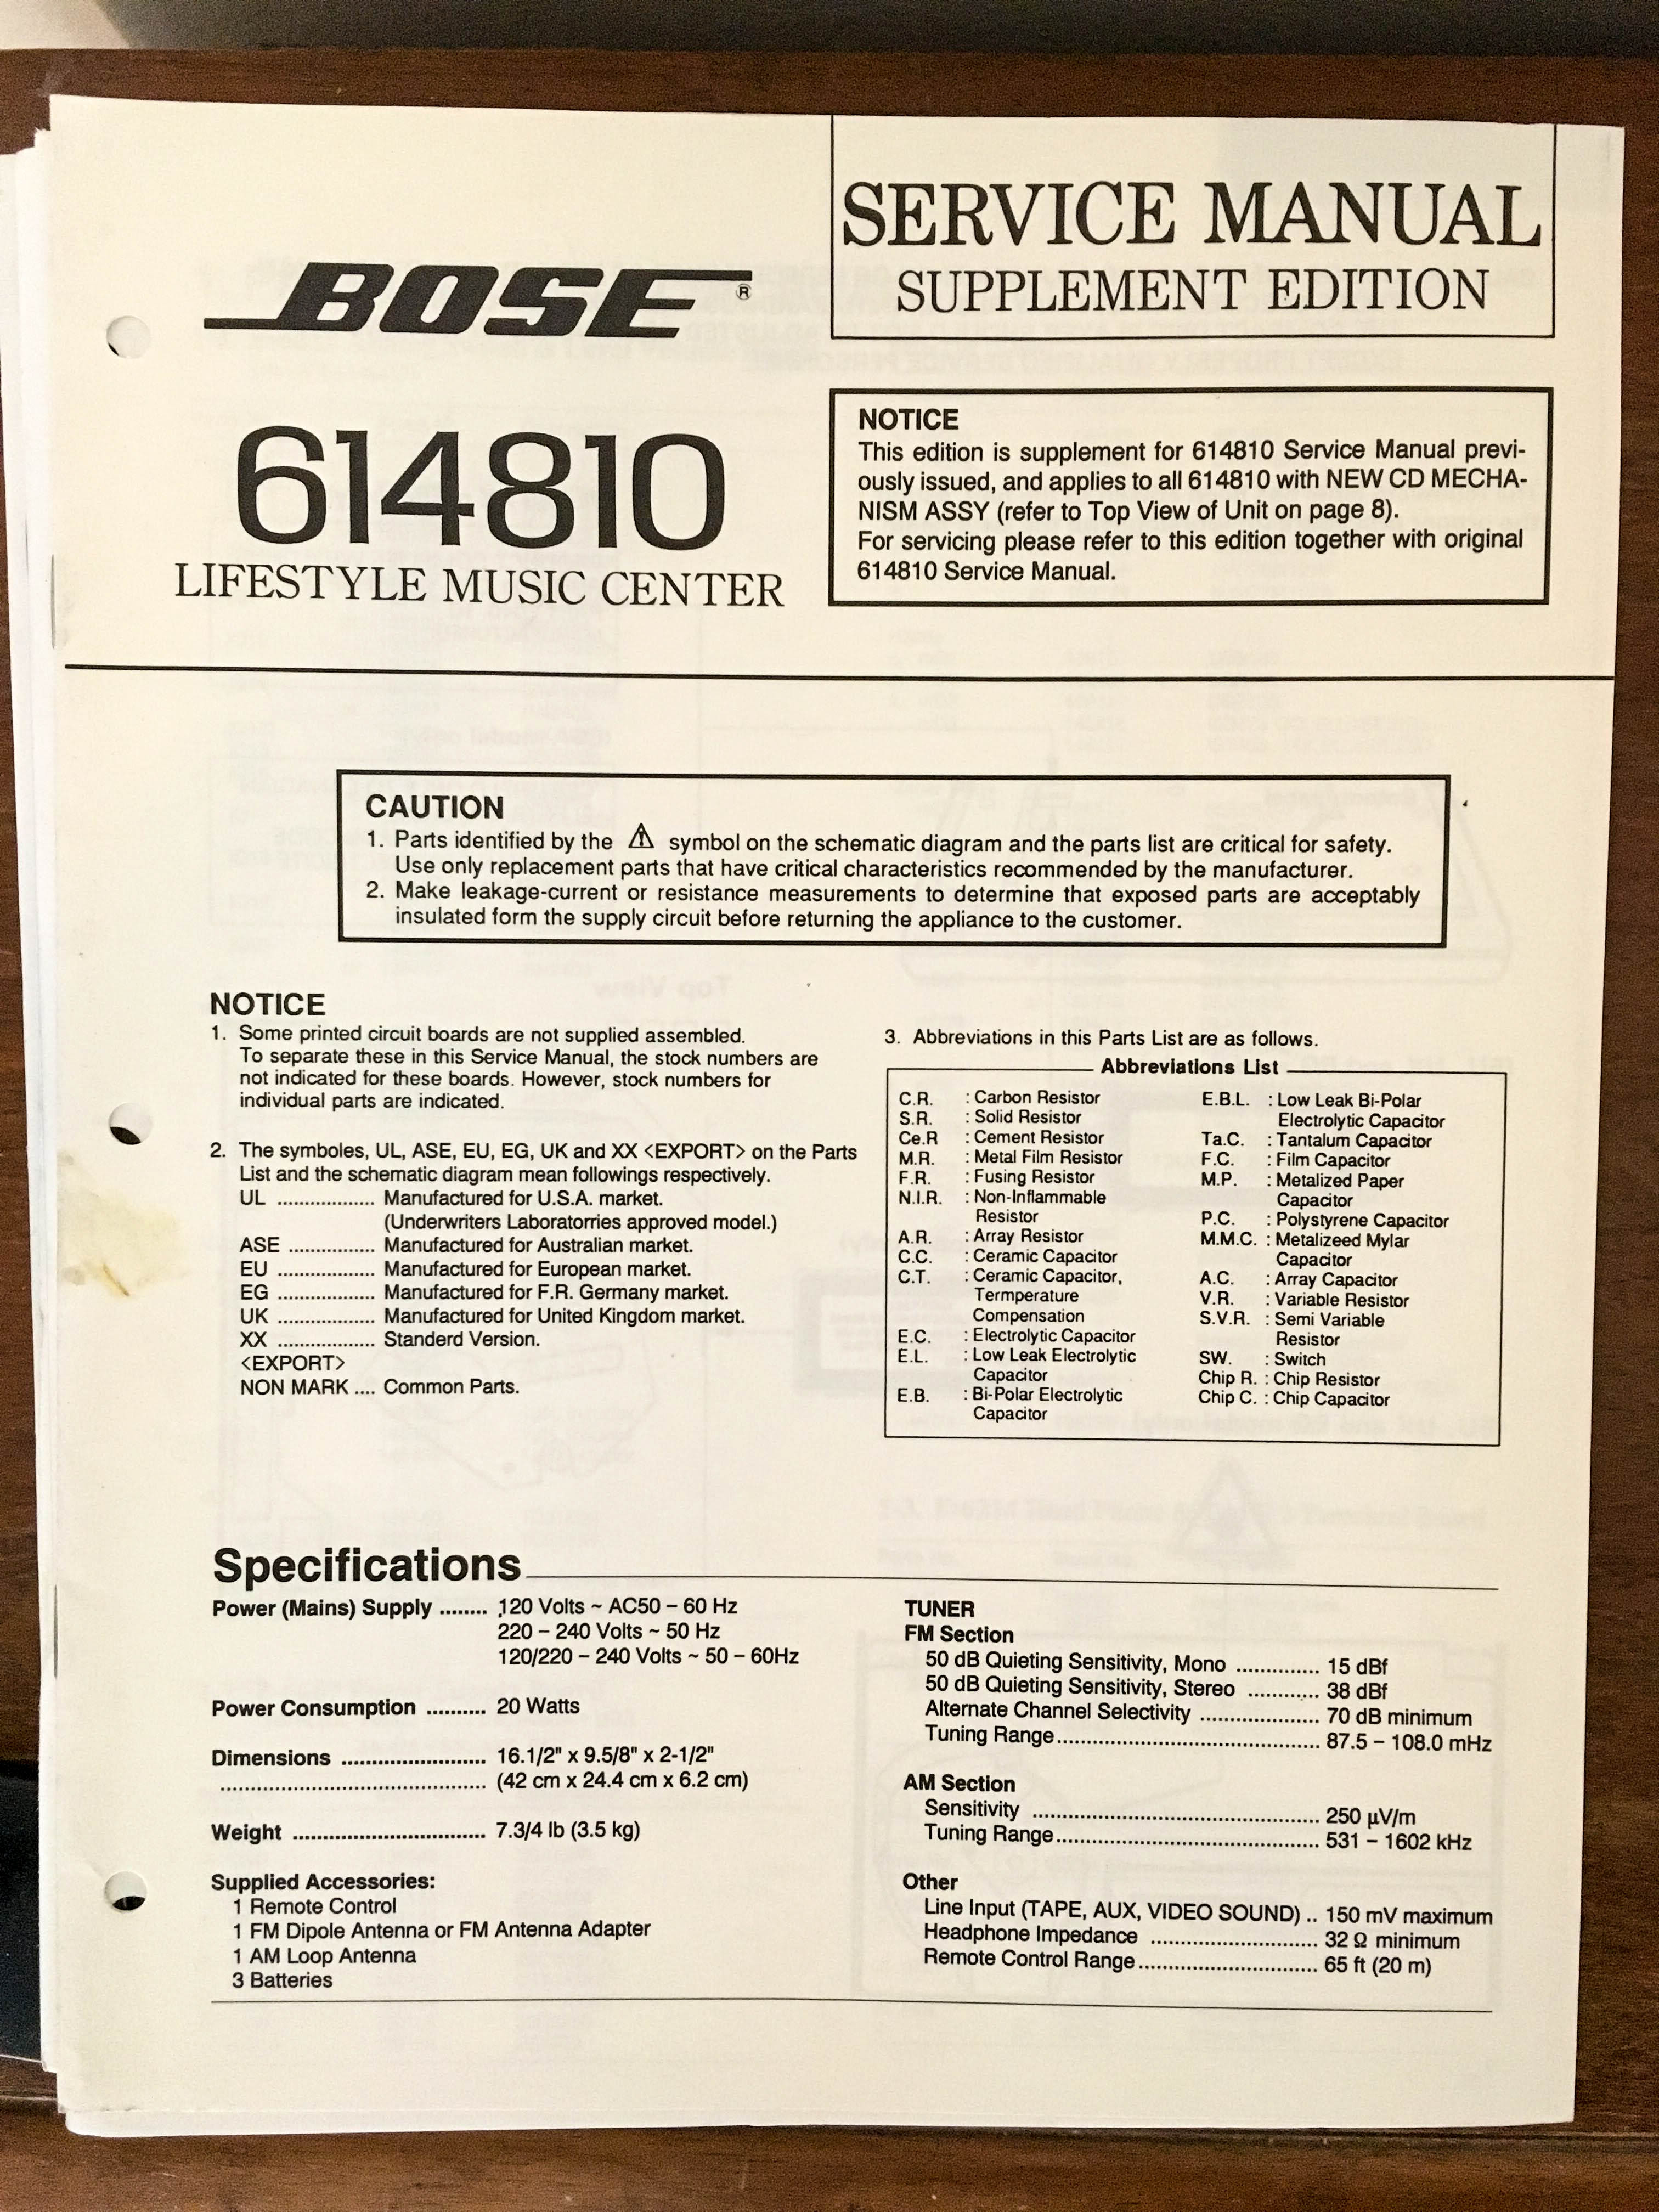 SERVICE MANUAL
SUPPLEMENT EDITION
BOSE®
614810
LIFESTYLE MUSIC CENTER
NOTICE
This edition is supplement for 614810 Service Manual previ-
ously issued, and applies to all 614810 with NEW CD MECHA-
NISM ASSY (refer to Top View of Unit on page 8).
For servicing please refer to this edition together with original
614810 Service Manual.
CAUTION
1. Parts identified by the ⚠ symbol on the schematic diagram and the parts list are critical for safety.
Use only replacement parts that have critical characteristics recommended by the manufacturer.
2. Make leakage-current or resistance measurements to determine that exposed parts are acceptably
insulated form the supply circuit before returning the appliance to the customer.
NOTICE
1. Some printed circuit boards are not supplied assembled.
To separate these in this Service Manual, the stock numbers are
not indicated for these boards. However, stock numbers for
individual parts are indicated.
2. The symboles, UL, ASE, EU, EG, UK and XX <EXPORT> on the Parts
List and the schematic diagram mean followings respectively.
UL .................. Manufactured for U.S.A. market.
(Underwriters Laboratorries approved model.)
ASE ................ Manufactured for Australian market.
EU .................. Manufactured for European market.
EG .................. Manufactured for F.R. Germany market.
UK .................. Manufactured for United Kingdom market.
XX .................. Standerd Version.
<EXPORT>
NON MARK .... Common Parts.
3. Abbreviations in this Parts List are as follows.
Abbreviations List
C.R. : Carbon Resistor
S.R. : Solid Resistor
Ce.R : Cement Resistor
M.R. : Metal Film Resistor
F.R. : Fusing Resistor
N.I.R. : Non-Inflammable
Resistor
A.R. : Array Resistor
C.C. : Ceramic Capacitor
C.T. : Ceramic Capacitor,
Termperature
Compensation
E.C. : Electrolytic Capacitor
E.L. : Low Leak Electrolytic
Capacitor
E.B. : Bi-Polar Electrolytic
Capacitor
E.B.L. : Low Leak Bi-Polar
Electrolytic Capacitor
Ta.C. : Tantalum Capacitor
F.C. : Film Capacitor
M.P. : Metalized Paper
Capacitor
P.C. : Polystyrene Capacitor
M.M.C. : Metalizeed Mylar
Capacitor
A.C. : Array Capacitor
V.R. : Variable Resistor
S.V.R. : Semi Variable
Resistor
SW. : Switch
Chip R. : Chip Resistor
Chip C. : Chip Capacitor
Specifications
Power (Mains) Supply ........ 120 Volts ~ AC50 – 60 Hz
220 – 240 Volts ~ 50 Hz
120/220 – 240 Volts ~ 50 – 60Hz
Power Consumption .......... 20 Watts
Dimensions ........................ 16.1/2" x 9.5/8" x 2-1/2"
............................................. (42 cm x 24.4 cm x 6.2 cm)
Weight ................................ 7.3/4 lb (3.5 kg)
Supplied Accessories:
1 Remote Control
1 FM Dipole Antenna or FM Antenna Adapter
1 AM Loop Antenna
3 Batteries
TUNER
FM Section
50 dB Quieting Sensitivity, Mono .............. 15 dBf
50 dB Quieting Sensitivity, Stereo ............ 38 dBf
Alternate Channel Selectivity .................... 70 dB minimum
Tuning Range............................................ 87.5 – 108.0 mHz
AM Section
Sensitivity ................................................ 250 µV/m
Tuning Range............................................ 531 – 1602 kHz
Other
Line Input (TAPE, AUX, VIDEO SOUND) .. 150 mV maximum
Headphone Impedance ............................ 32 Ω minimum
Remote Control Range.............................. 65 ft (20 m)